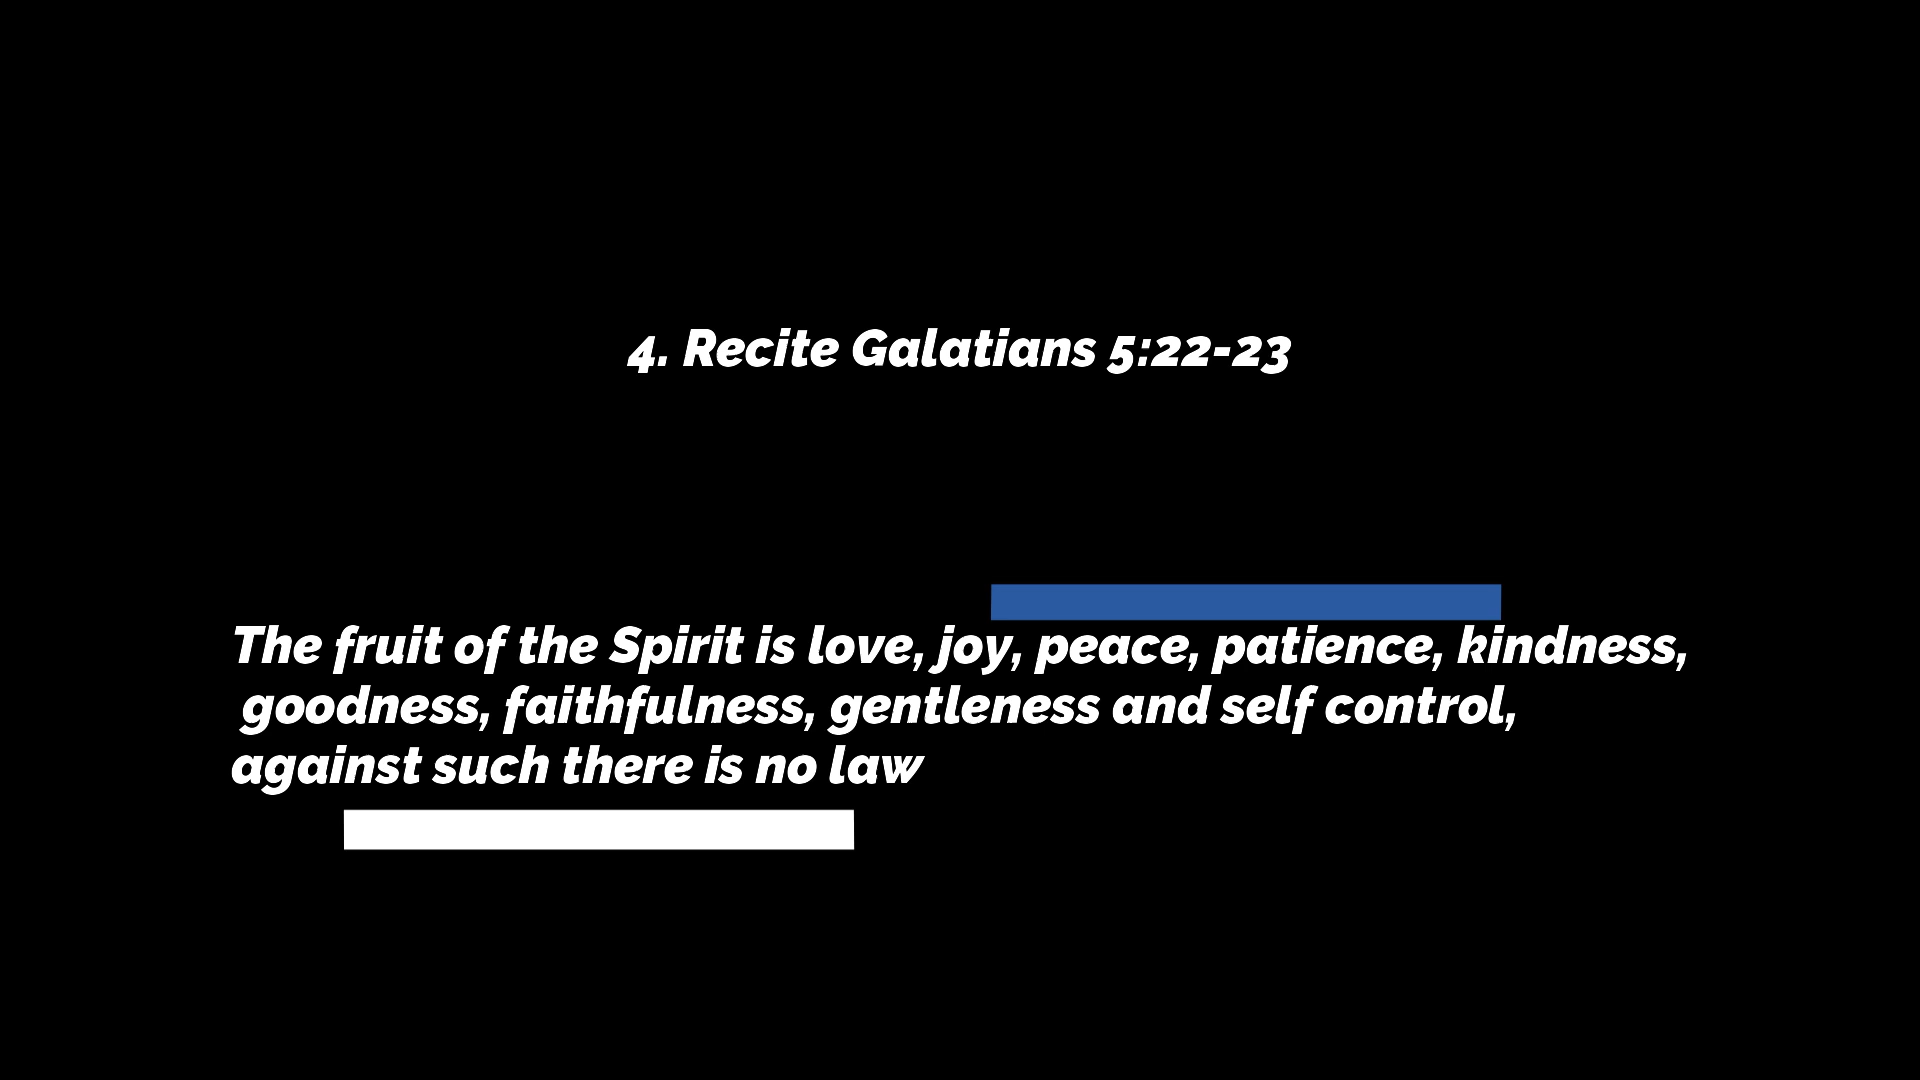 4. Recite Galatians 5:22-23
The fruit of the Spirit is love, joy, peace, patience, kindness,
goodness, faithfulness, gentleness and self control,
against such there is no law